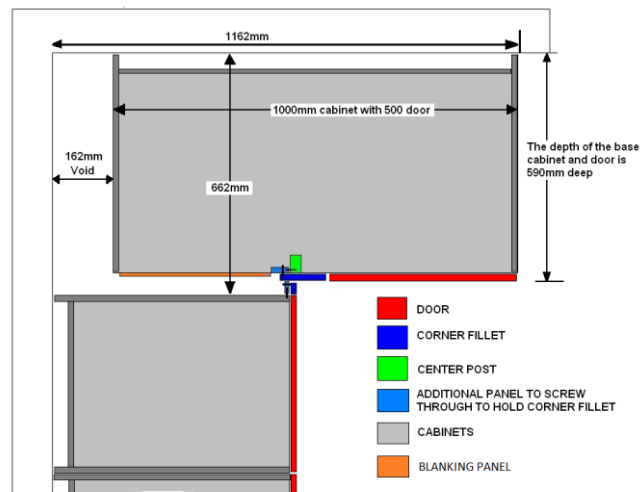 1162mm
1000mm cabinet with 500 door
162mm
Void
662mm
The depth of the base
cabinet and door is
590mm deep
DOOR
CORNER FILLET
CENTER POST
ADDITIONAL PANEL TO SCREW
THROUGH TO HOLD CORNER FILLET
CABINETS
BLANKING PANEL